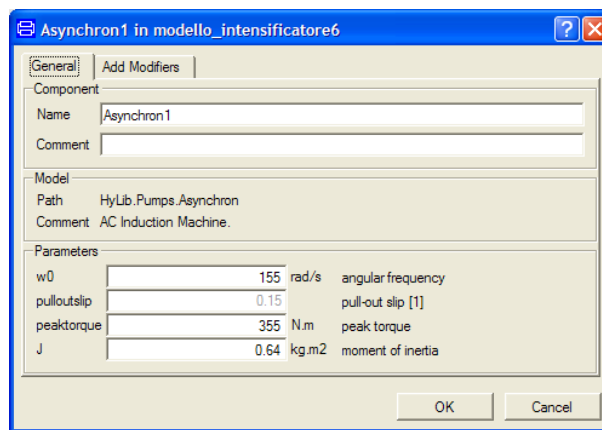 Asynchron1 in modello_intensificatore6
General Add Modifiers
Component
Name Asynchron1
Comment
Model
Path HyLib.Pumps.Asynchron
Comment AC Induction Machine.
Parameters
w0 155 rad/s angular frequency
pulloutslip 0.15 pull-out slip [1]
peaktorque 355 N.m peak torque
J 0.64 kg.m2 moment of inertia
OK Cancel